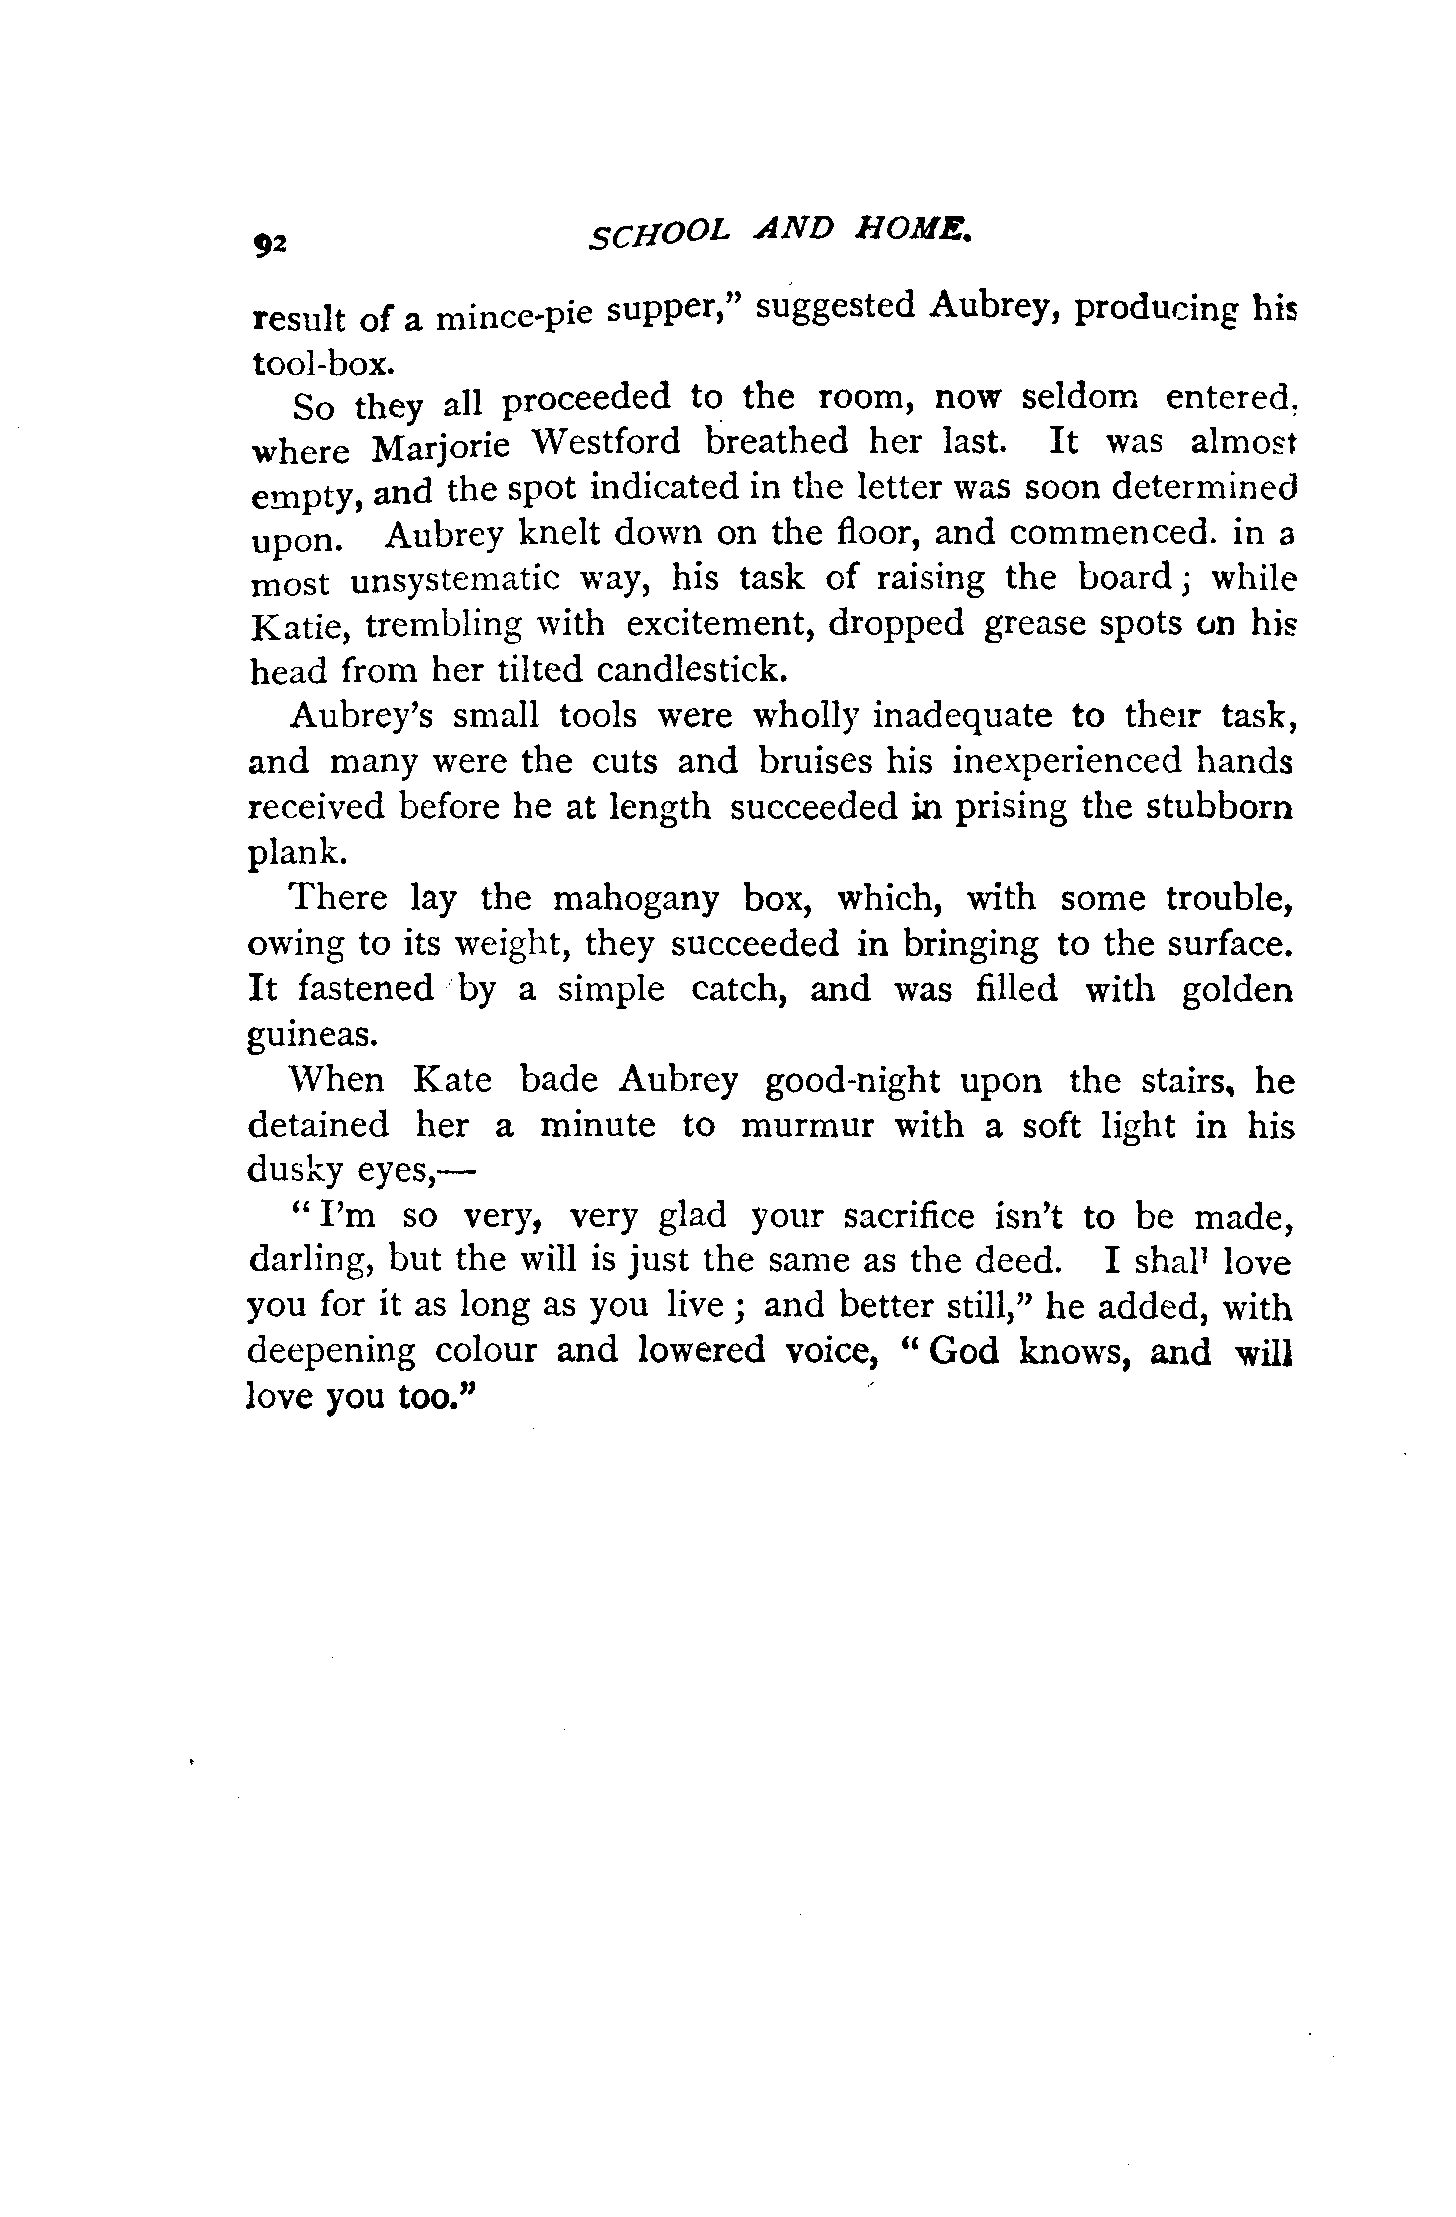 92 SCHOOL AND HOME.
result of a mince-pie supper,” suggested Aubrey, producing his
tool-box.
So they all proceeded to the room, now seldom entered,
where Marjorie Westford breathed her last. It was almost
empty, and the spot indicated in the letter was soon determined
upon. Aubrey knelt down on the floor, and commenced. in a
most unsystematic way, his task of raising the board ; while
Katie, trembling with excitement, dropped grease spots on his
head from her tilted candlestick.
Aubrey’s small tools were wholly inadequate to their task,
and many were the cuts and bruises his inexperienced hands
received before he at length succeeded in prising the stubborn
plank.
There lay the mahogany box, which, with some trouble,
owing to its weight, they succeeded in bringing to the surface.
It fastened by a simple catch, and was filled with golden
guineas.
When Kate bade Aubrey good-night upon the stairs, he
detained her a minute to murmur with a soft light in his
dusky eyes,—
“ I’m so very, very glad your sacrifice isn’t to be made,
darling, but the will is just the same as the deed. I shall love
you for it as long as you live ; and better still,” he added, with
deepening colour and lowered voice, “ God knows, and will
love you too.”